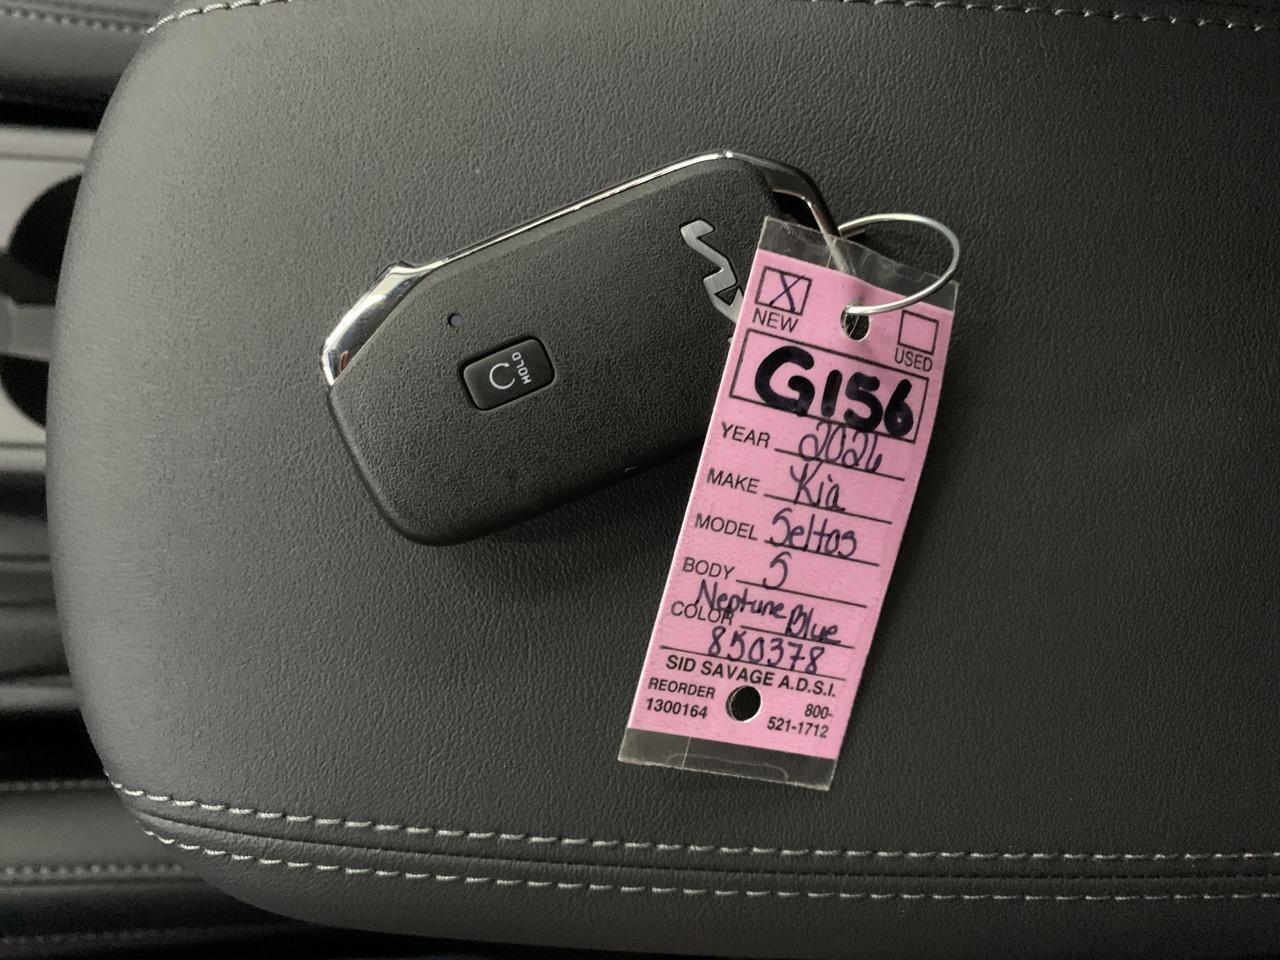 HOLD
X
NEW
USED
G156
YEAR 2026
MAKE Kia
MODEL Seltos
BODY S
COLOR Neptune Blue
850378
SID SAVAGE A.D.S.I.
REORDER 1300164
800-521-1712